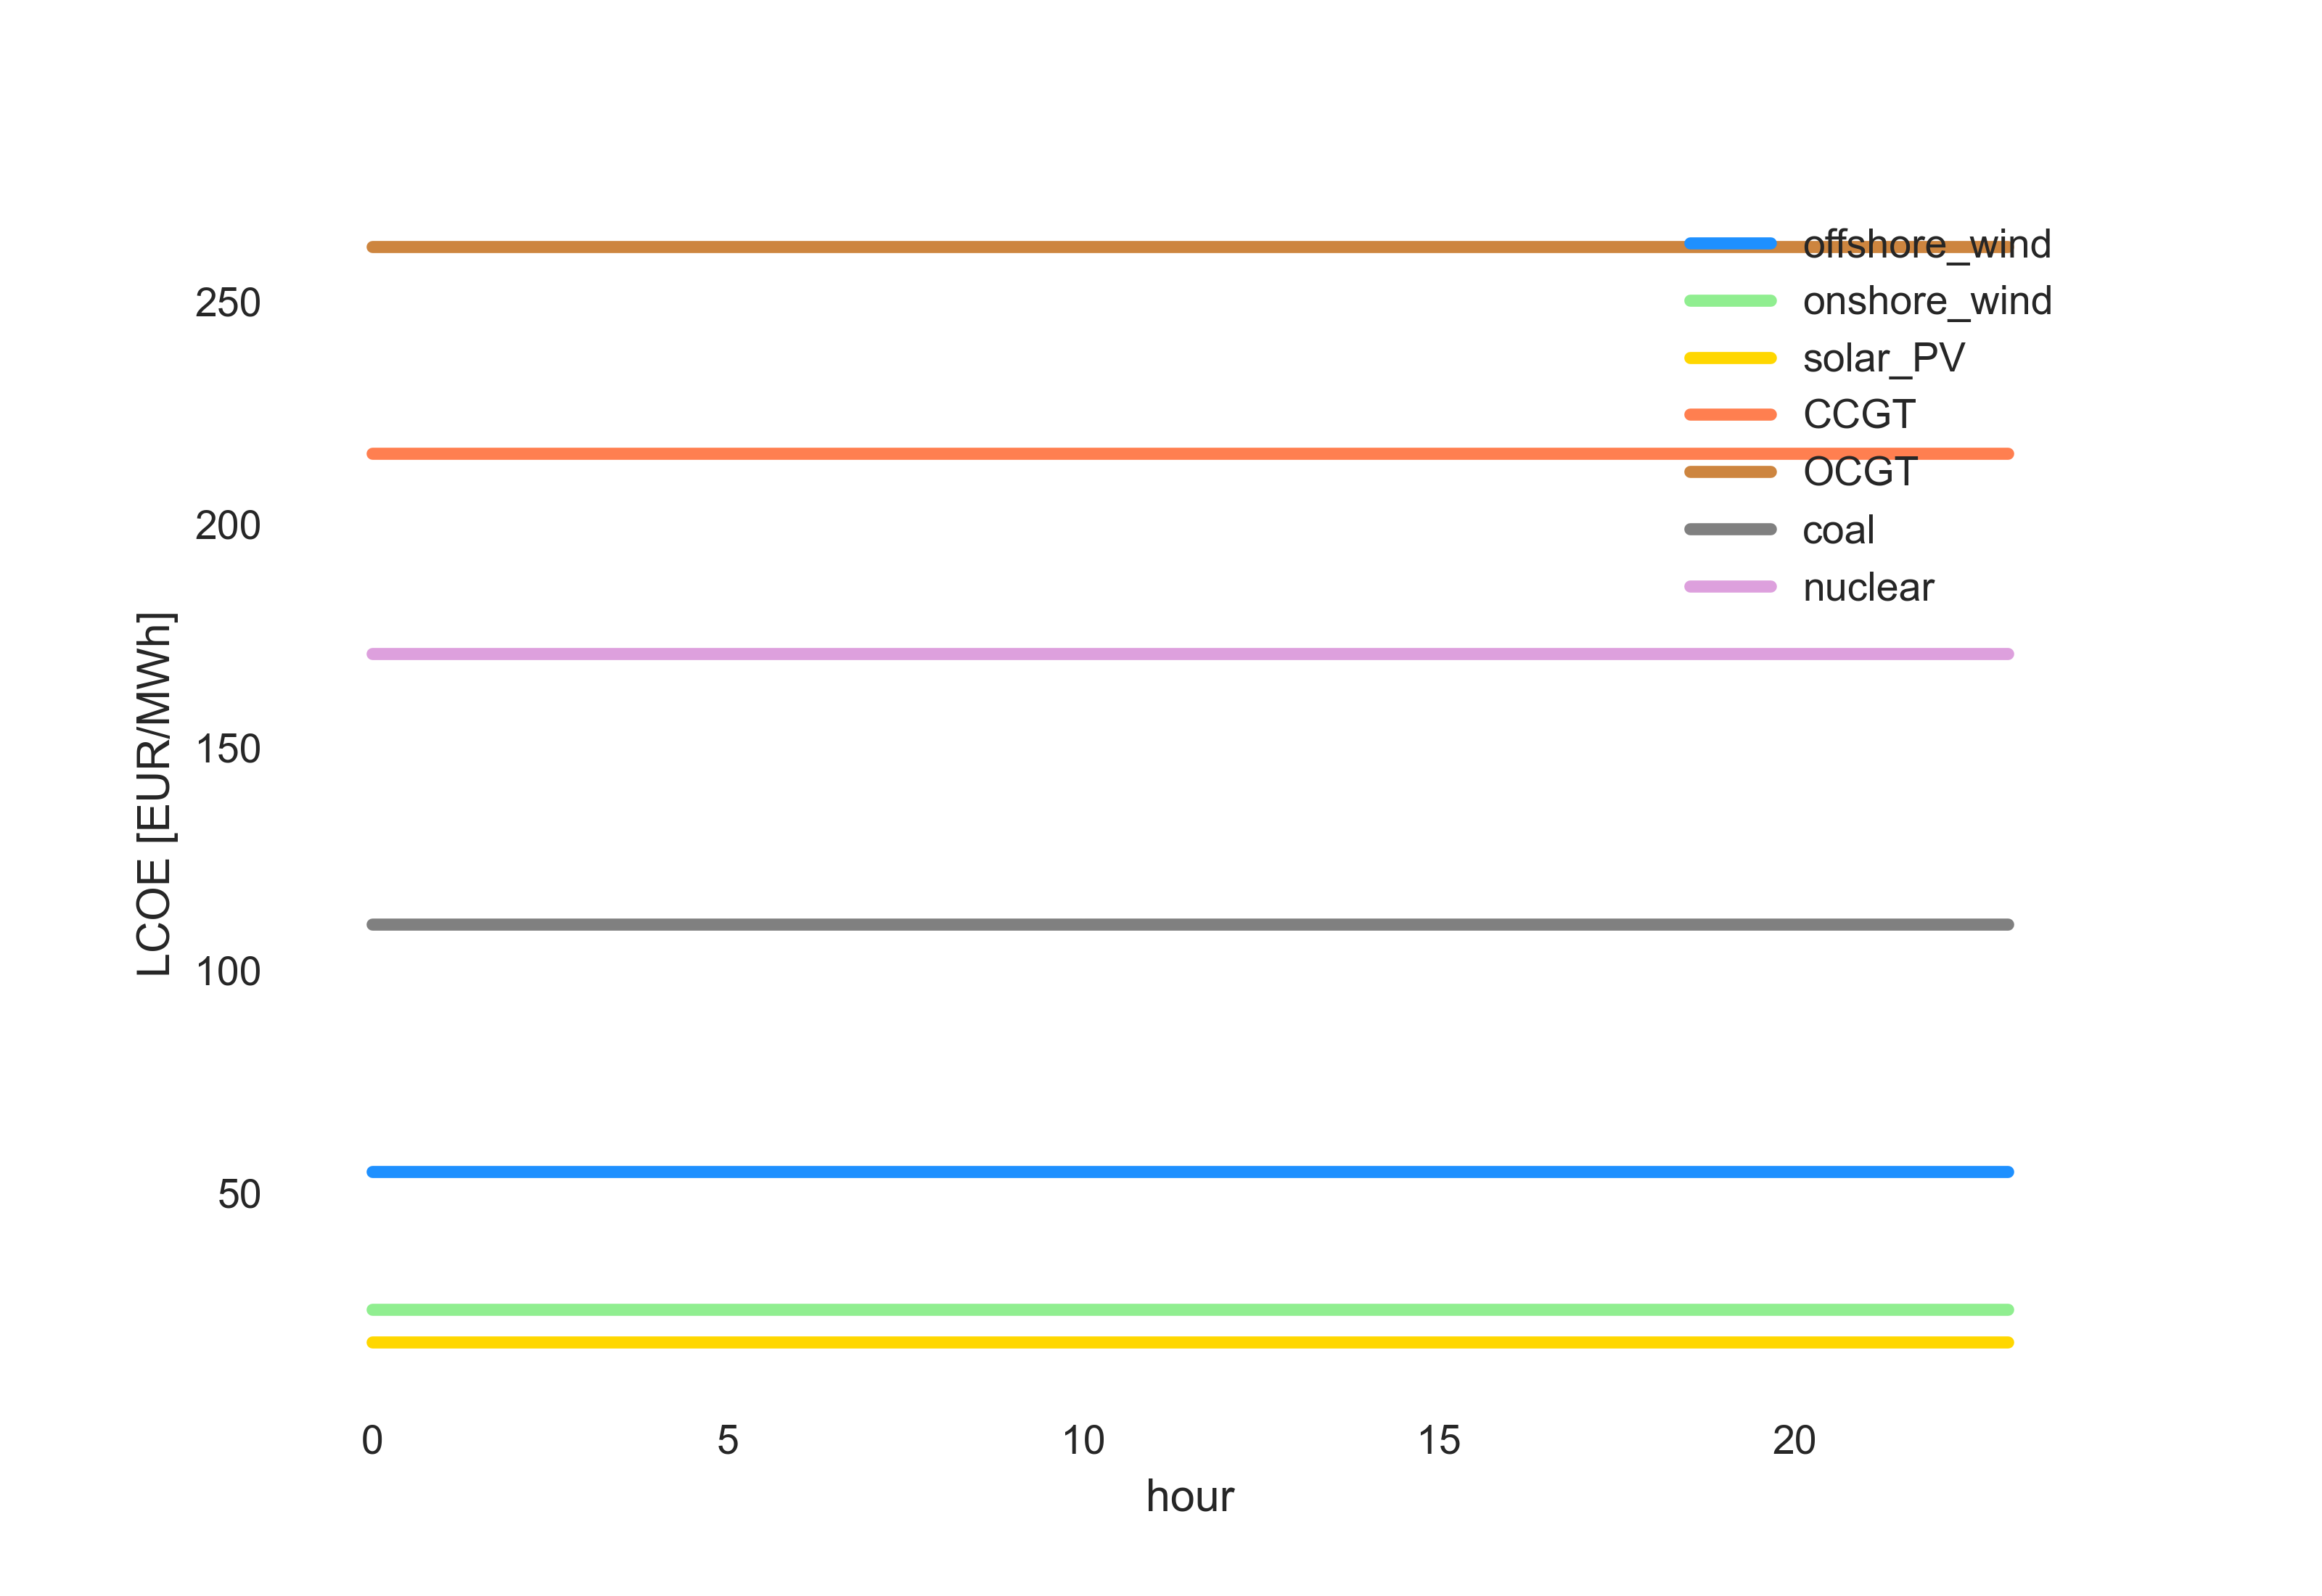 LCOE [EUR/MWh]
250
200
150
100
50
offshore_wind
onshore_wind
solar_PV
CCGT
OCGT
coal
nuclear
0 5 10 15 20
hour